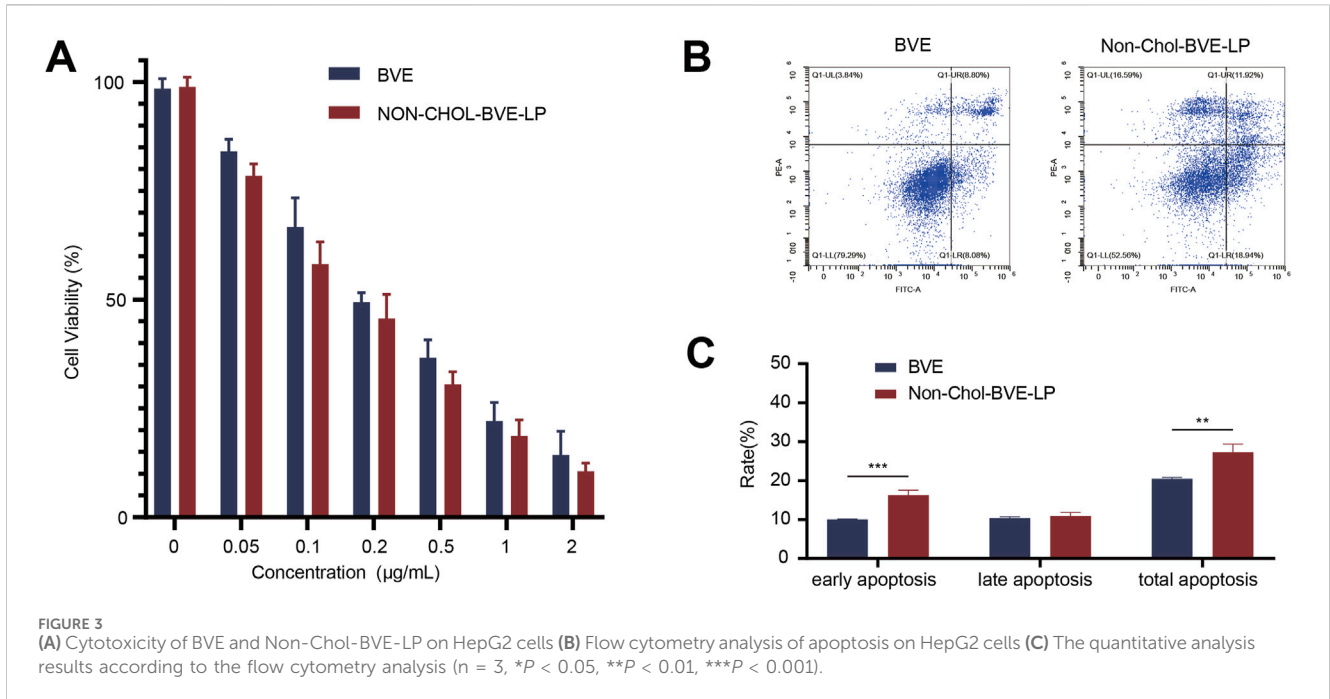 A
BVE
NON-CHOL-BVE-LP
100
50
0
Cell Viability (%)
0 0.05 0.1 0.2 0.5 1 2
Concentration (µg/mL)
B
BVE
Q1-UL(3.84%) Q1-UR(8.80%)
Q1-LL(79.29%) Q1-LR(8.08%)
PE-A
FITC-A
Non-Chol-BVE-LP
Q1-UL(16.59%) Q1-UR(11.92%)
Q1-LL(52.56%) Q1-LR(18.94%)
PE-A
FITC-A
C
BVE
Non-Chol-BVE-LP
50
40
30
20
10
0
Rate(%)
***
**
early apoptosis late apoptosis total apoptosis
FIGURE 3
(A) Cytotoxicity of BVE and Non-Chol-BVE-LP on HepG2 cells (B) Flow cytometry analysis of apoptosis on HepG2 cells (C) The quantitative analysis
results according to the flow cytometry analysis (n = 3, *P < 0.05, **P < 0.01, ***P < 0.001).